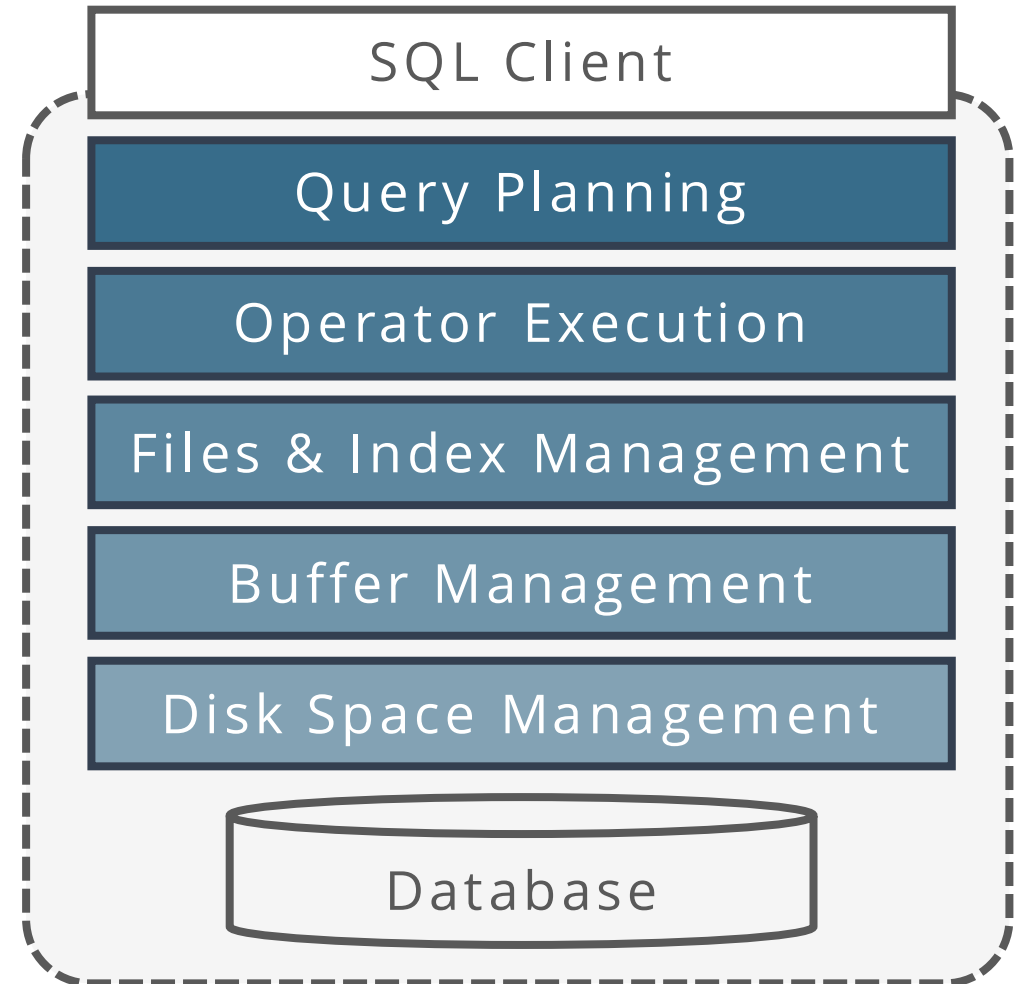 SQL Client
Query Planning
Operator Execution
Files & Index Management
Buffer Management
Disk Space Management
Database